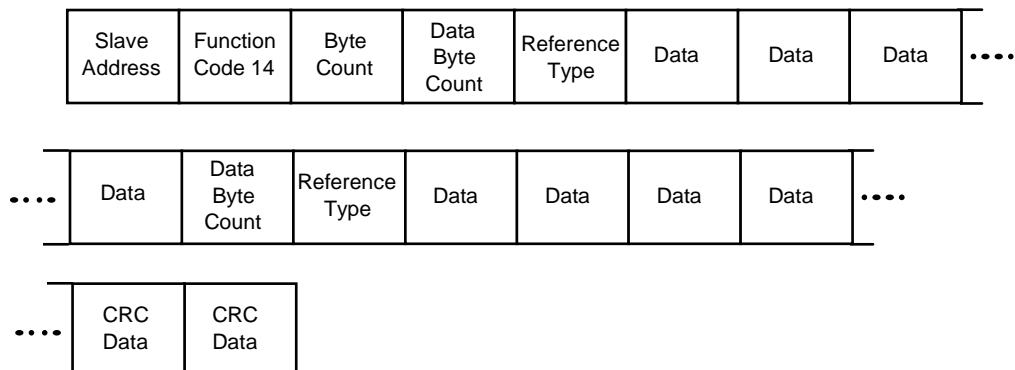 Slave Address
Function Code 14
Byte Count
Data Byte Count
Reference Type
Data
Data
Data
Data
Data Byte Count
Reference Type
Data
Data
Data
Data
CRC Data
CRC Data